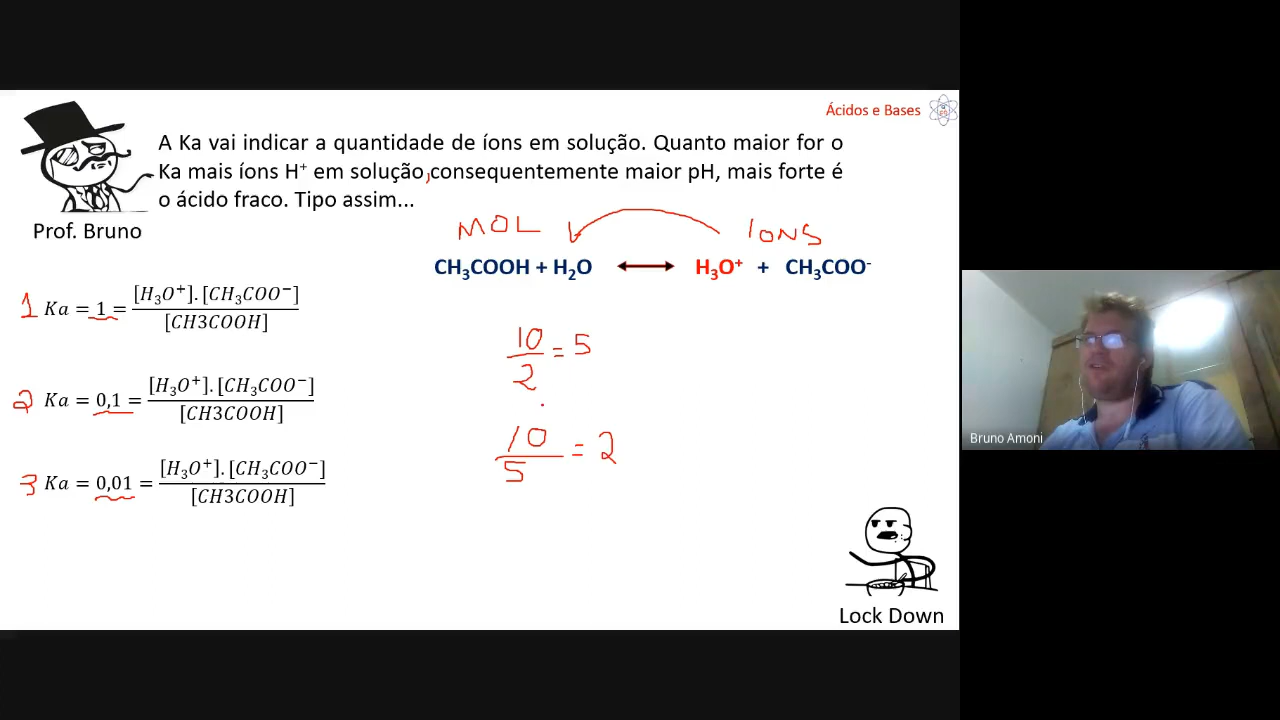 Ácidos e Bases
A Ka vai indicar a quantidade de íons em solução. Quanto maior for o
Ka mais íons H⁺ em solução,consequentemente maior pH, mais forte é
o ácido fraco. Tipo assim...
Prof. Bruno
MOL IONS
CH₃COOH + H₂O ⟷ H₃O⁺ + CH₃COO⁻
1 Ka = 1 = [H₃O⁺].[CH₃COO⁻]
[CH3COOH]
10
2
= 5
2 Ka = 0,1 = [H₃O⁺].[CH₃COO⁻]
[CH3COOH]
10
5
= 2
3 Ka = 0,01 = [H₃O⁺].[CH₃COO⁻]
[CH3COOH]
Bruno Amoni
Lock Down